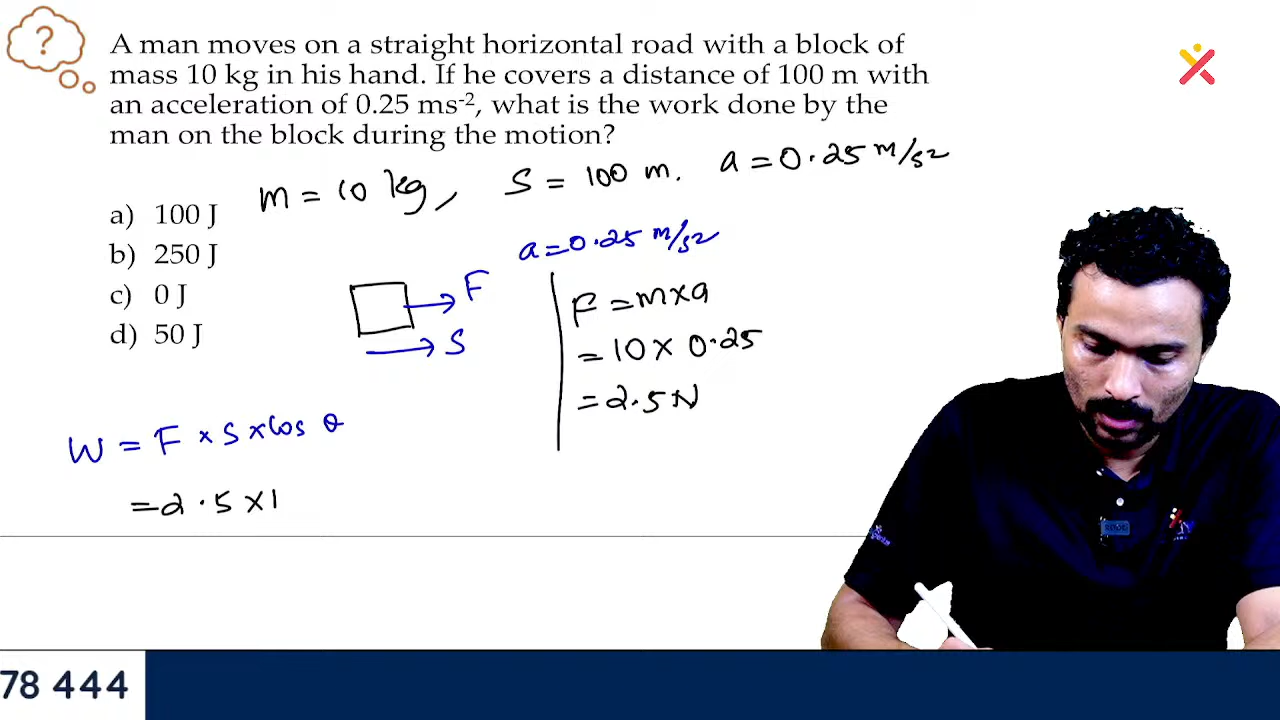 ?
A man moves on a straight horizontal road with a block of
mass 10 kg in his hand. If he covers a distance of 100 m with
an acceleration of 0.25 ms⁻², what is the work done by the
man on the block during the motion?
m = 10 kg, S = 100 m. a = 0.25 m/s2
a) 100 J
b) 250 J
c) 0 J
d) 50 J
a = 0.25 m/s2
F
S
F = m×a
= 10 × 0.25
= 2.5 N
W = F × S × cos θ
= 2.5 × 1
78 444